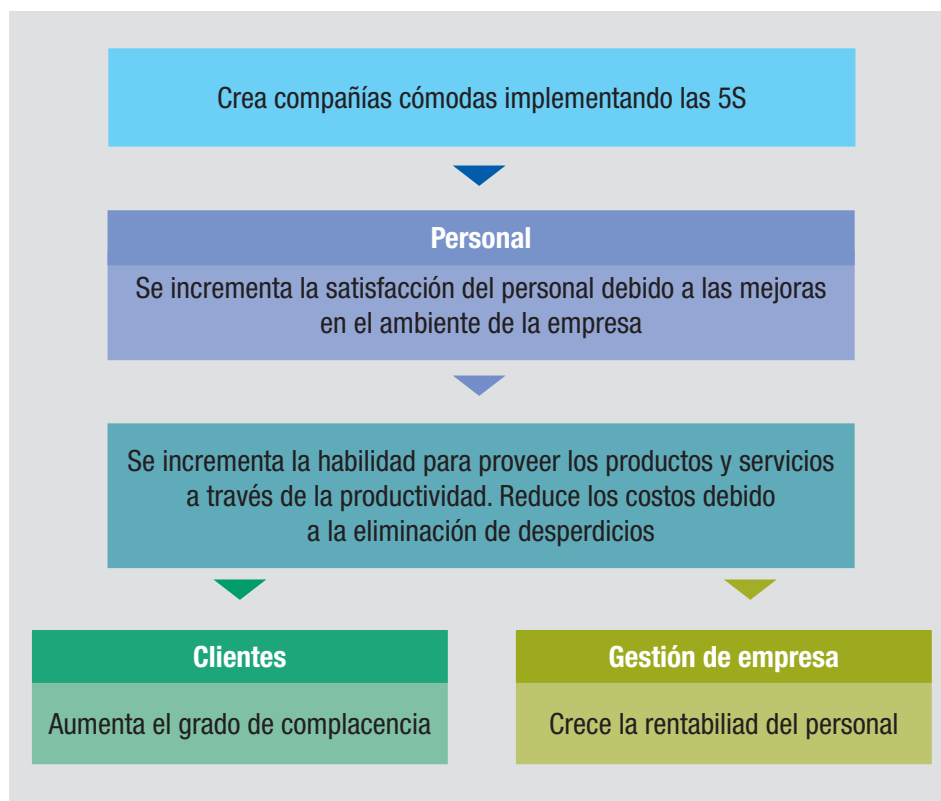 Crea compañías cómodas implementando las 5S
Personal
Se incrementa la satisfacción del personal debido a las mejoras
en el ambiente de la empresa
Se incrementa la habilidad para proveer los productos y servicios
a través de la productividad. Reduce los costos debido
a la eliminación de desperdicios
Clientes
Aumenta el grado de complacencia
Gestión de empresa
Crece la rentabiliad del personal